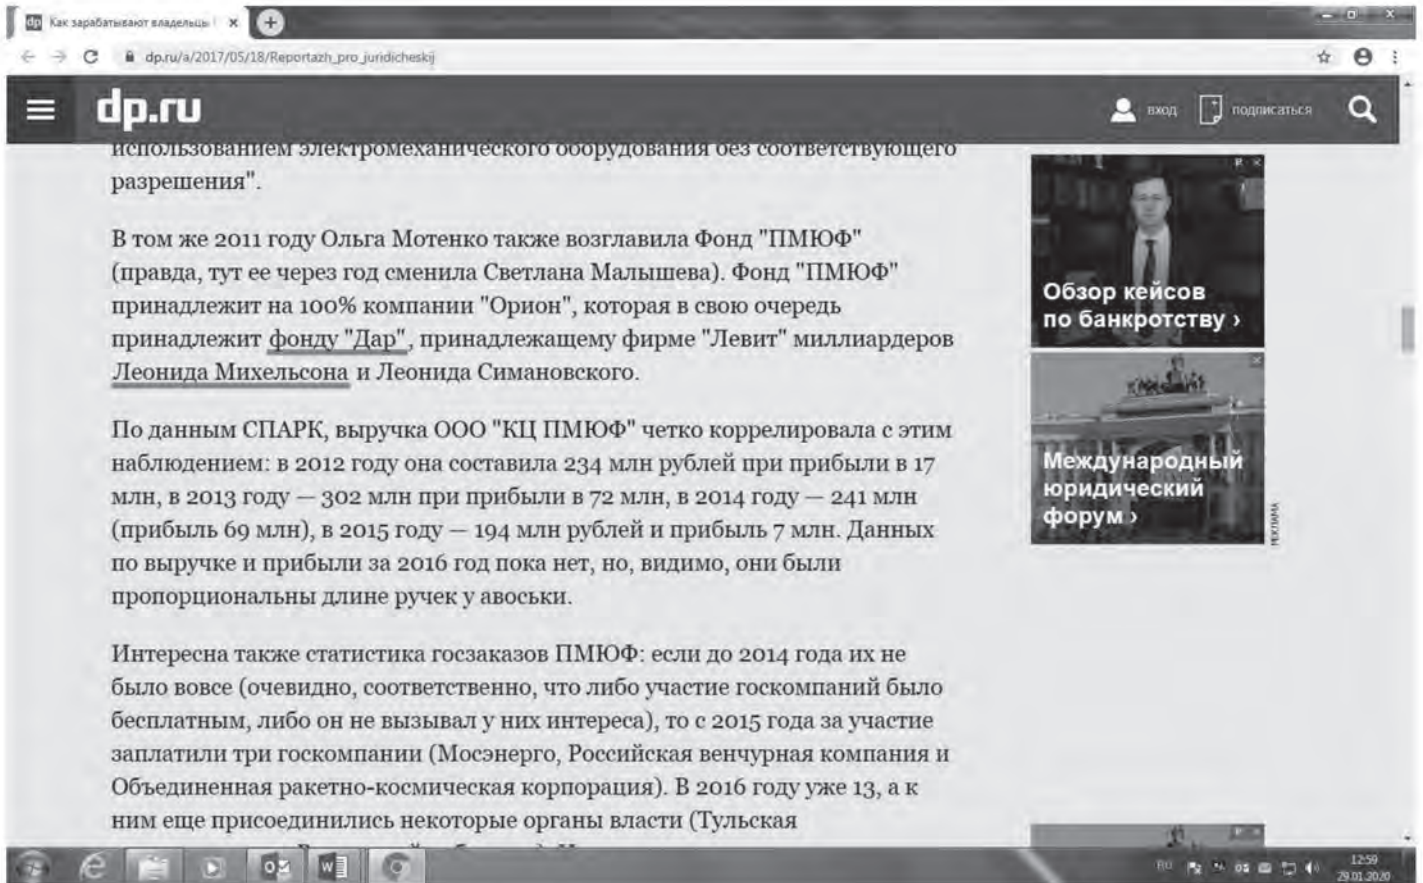 dp Как зарабатывают владельцы
dp.ru/a/2017/05/18/Reportazh_pro_juridicheskij
dp.ru
вход
подписаться
использованием электромеханического оборудования без соответствующего
разрешения".
В том же 2011 году Ольга Мотенко также возглавила Фонд "ПМЮФ"
(правда, тут ее через год сменила Светлана Малышева). Фонд "ПМЮФ"
принадлежит на 100% компании "Орион", которая в свою очередь
принадлежит фонду "Дар", принадлежащему фирме "Левит" миллиардеров
Леонида Михельсона и Леонида Симановского.
По данным СПАРК, выручка ООО "КЦ ПМЮФ" четко коррелировала с этим
наблюдением: в 2012 году она составила 234 млн рублей при прибыли в 17
млн, в 2013 году — 302 млн при прибыли в 72 млн, в 2014 году — 241 млн
(прибыль 69 млн), в 2015 году — 194 млн рублей и прибыль 7 млн. Данных
по выручке и прибыли за 2016 год пока нет, но, видимо, они были
пропорциональны длине ручек у авоськи.
Интересна также статистика госзаказов ПМЮФ: если до 2014 года их не
было вовсе (очевидно, соответственно, что либо участие госкомпаний было
бесплатным, либо он не вызывал у них интереса), то с 2015 года за участие
заплатили три госкомпании (Мосэнерго, Российская венчурная компания и
Объединенная ракетно-космическая корпорация). В 2016 году уже 13, а к
ним еще присоединились некоторые органы власти (Тульская
Обзор кейсов
по банкротству ›
Международный
юридический
форум ›
РЕКЛАМА
RU
12:59
29.01.2020